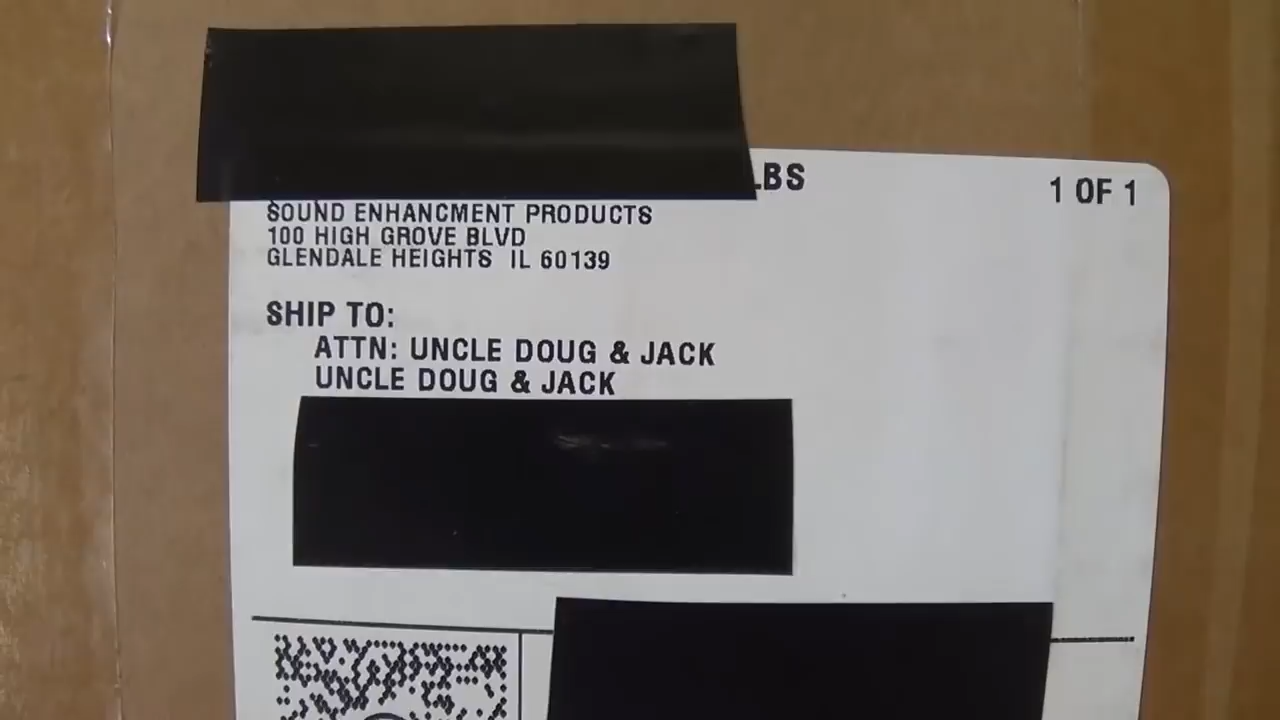 LBS
1 OF 1
SOUND ENHANCMENT PRODUCTS
100 HIGH GROVE BLVD
GLENDALE HEIGHTS IL 60139
SHIP TO:
ATTN: UNCLE DOUG & JACK
UNCLE DOUG & JACK